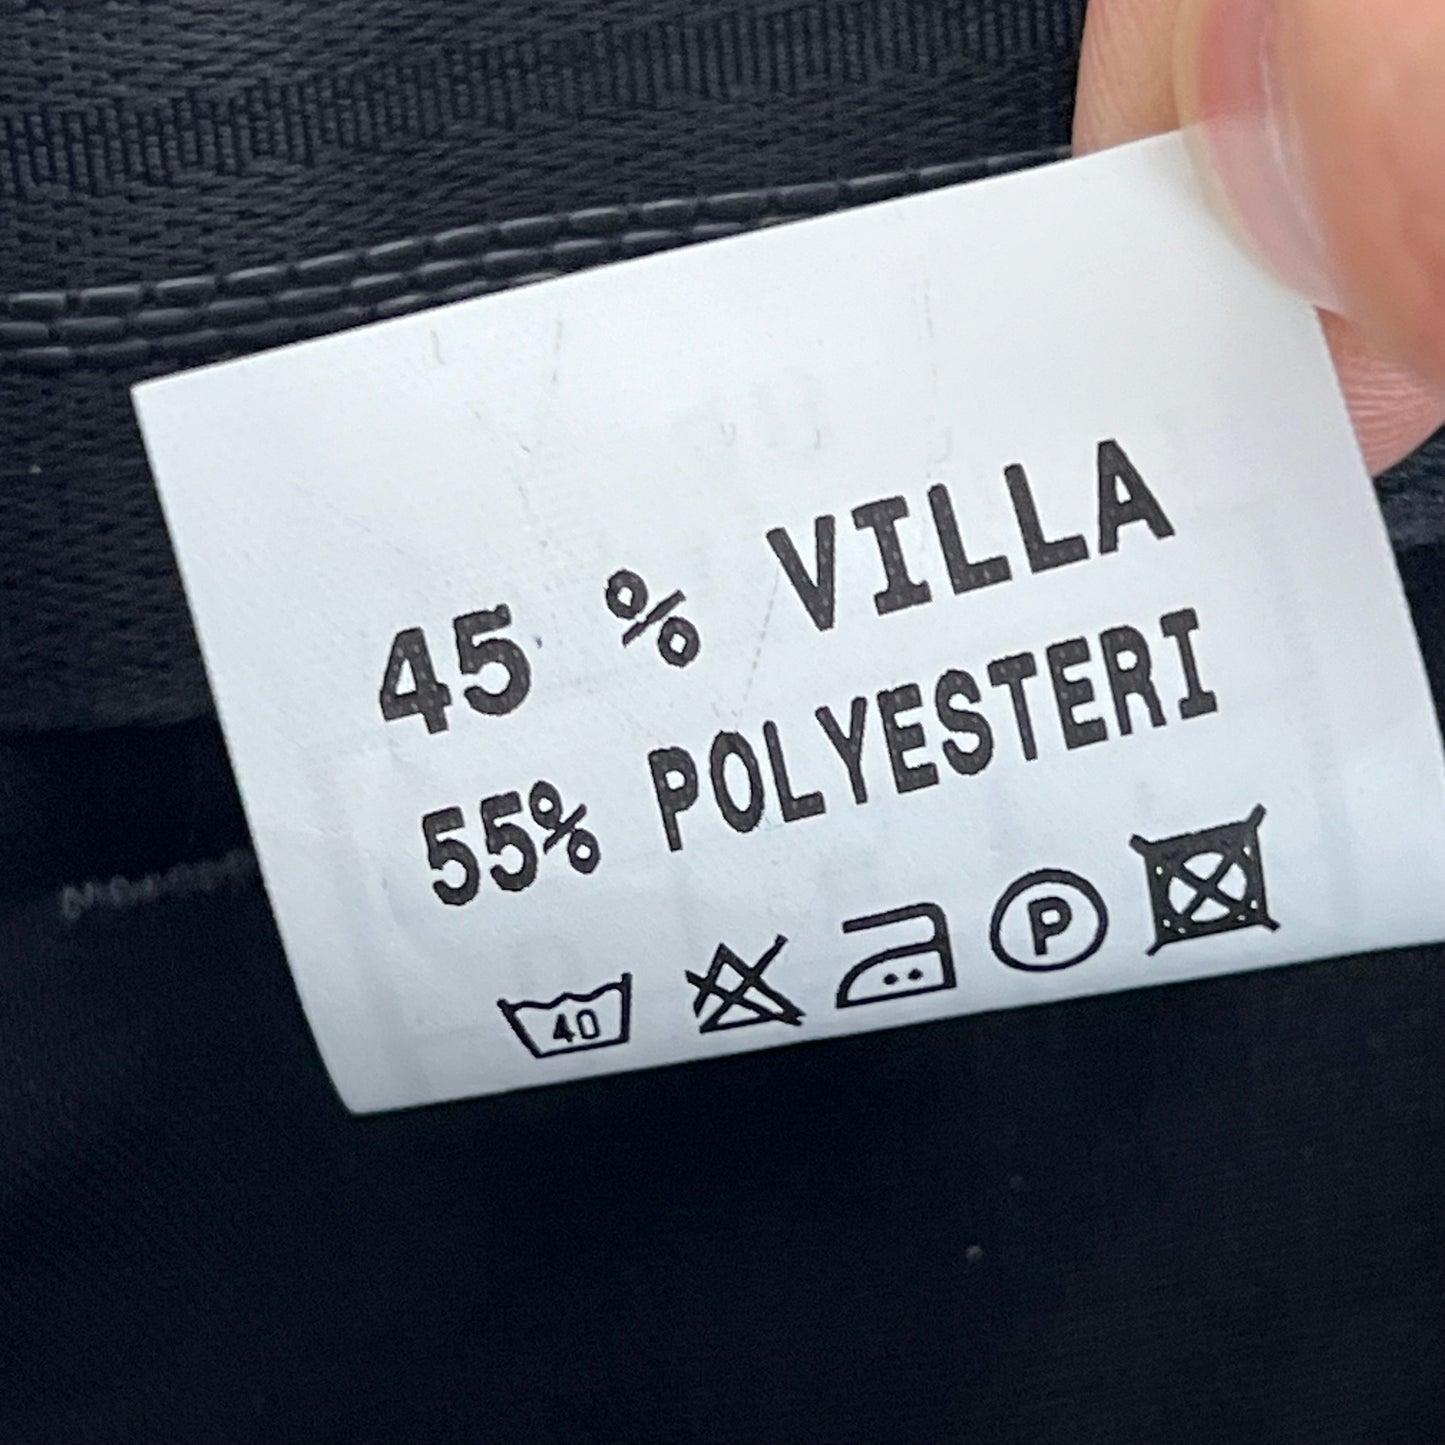 45 % VILLA
55% POLYESTERI
40 P